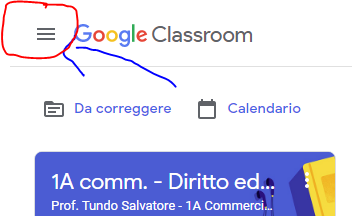 Google Classroom
Da correggere Calendario
1A comm. - Diritto ed...
Prof. Tundo Salvatore - 1A Commerci...